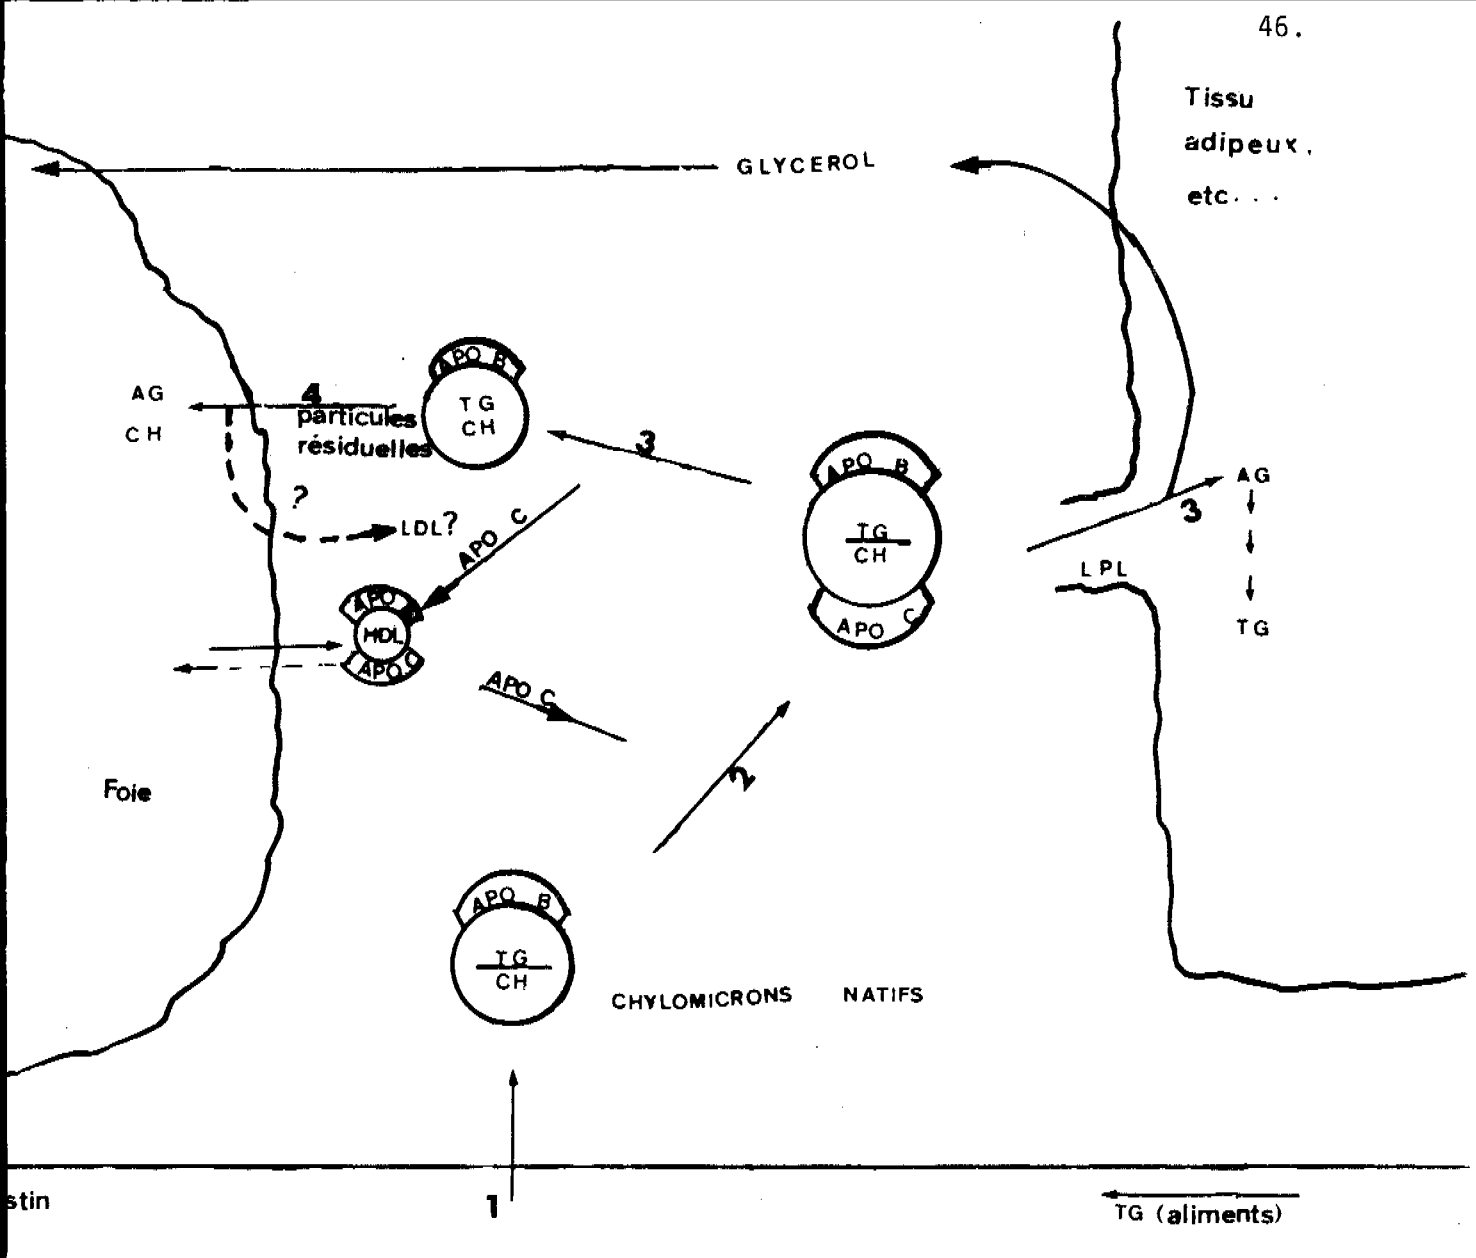 46.
Tissu
adipeux,
etc...
GLYCEROL
APO B
TG
CH
AG
CH
4
particules
résiduelles
3
APO B
TG
CH
APO C
AG
3
LPL
TG
?
LDL?
APO C
APO
HDL
APO C
APO C
2
Foie
APO B
TG
CH
CHYLOMICRONS NATIFS
stin
1
TG (aliments)